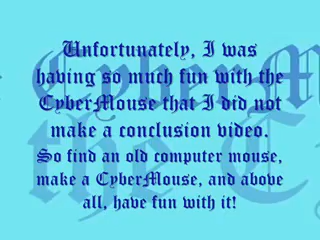 Unfortunately, I was
having so much fun with the
CyberMouse that I did not
make a conclusion video.
So find an old computer mouse,
make a CyberMouse, and above
all, have fun with it!